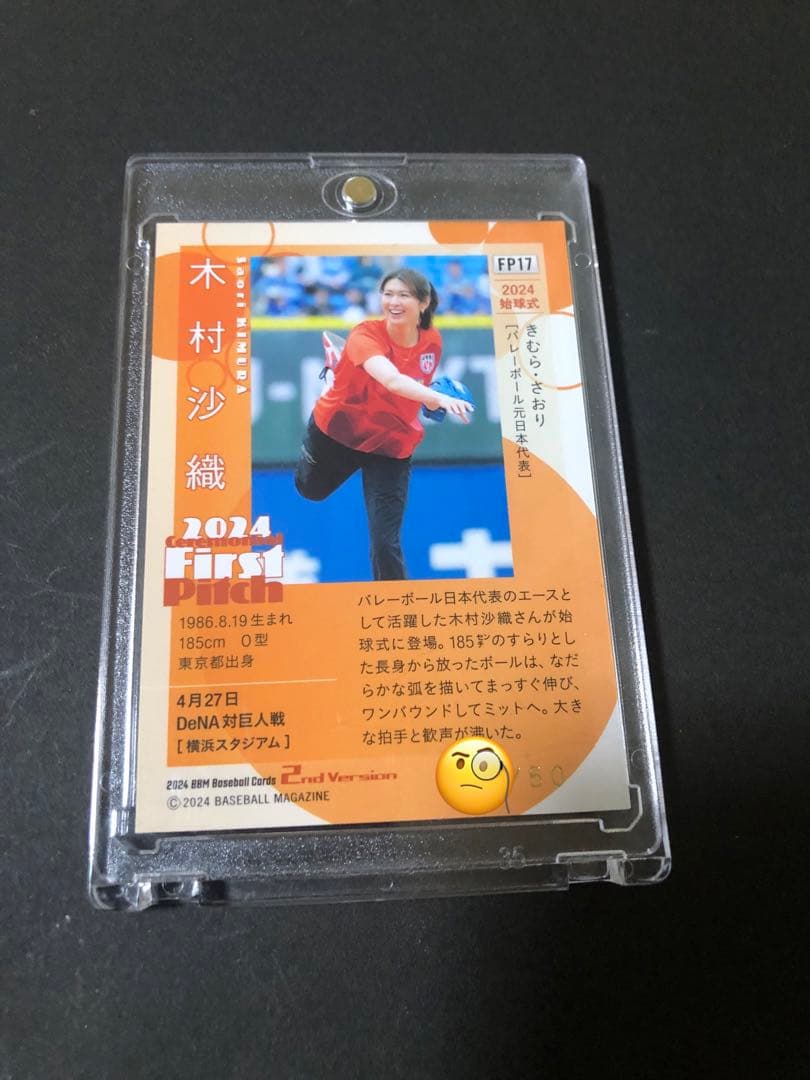 FP17
2024
始球式
きむら・さおり
[バレーボール元日本代表]
木村沙織
Saori KIMURA
2024
Ceremonial
First
Pitch
1986.8.19生まれ
185cm O型
東京都出身
4月27日
DeNA対巨人戦
[横浜スタジアム]
バレーボール日本代表のエースと
して活躍した木村沙織さんが始
球式に登場。185㌢のすらりとし
た長身から放ったボールは、なだ
らかな弧を描いてまっすぐ伸び、
ワンバウンドしてミットへ。大き
な拍手と歓声が沸いた。
2024 BBM Baseball Cards 2nd Version
©2024 BASEBALL MAGAZINE
/50
35